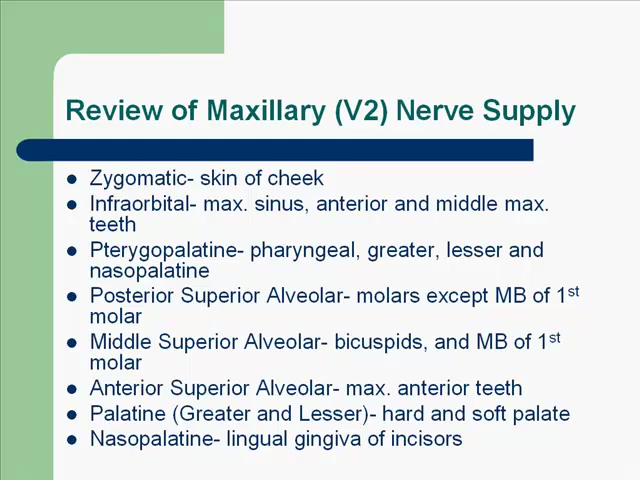 Review of Maxillary (V2) Nerve Supply
Zygomatic- skin of cheek
Infraorbital- max. sinus, anterior and middle max.
teeth
Pterygopalatine- pharyngeal, greater, lesser and
nasopalatine
Posterior Superior Alveolar- molars except MB of 1st
molar
Middle Superior Alveolar- bicuspids, and MB of 1st
molar
Anterior Superior Alveolar- max. anterior teeth
Palatine (Greater and Lesser)- hard and soft palate
Nasopalatine- lingual gingiva of incisors